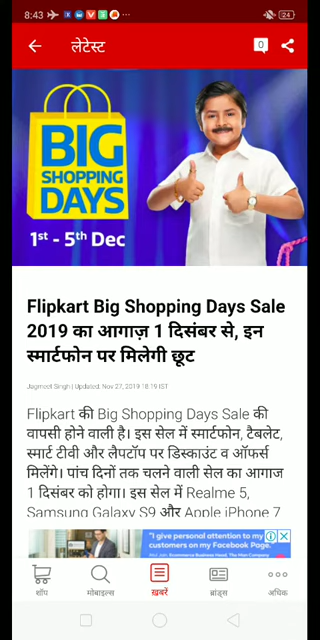 8:43
24
लेटेस्ट
0
BIG
SHOPPING
DAYS
1st - 5th Dec
Flipkart Big Shopping Days Sale
2019 का आगाज़ 1 दिसंबर से, इन
स्मार्टफोन पर मिलेगी छूट
Jagmeet Singh | Updated: Nov 27, 2019 18:19 IST
Flipkart की Big Shopping Days Sale की
वापसी होने वाली है। इस सेल में स्मार्टफोन, टैबलेट,
स्मार्ट टीवी और लैपटॉप पर डिस्काउंट व ऑफर्स
मिलेंगे। पांच दिनों तक चलने वाली सेल का आगाज
1 दिसंबर को होगा। इस सेल में Realme 5,
Samsung Galaxy S9 और Apple iPhone 7
"I give personal attention to my
customers on my Facebook Page."
शॉप
मोबाइल्स
ख़बरें
ब्रांड्स
अधिक